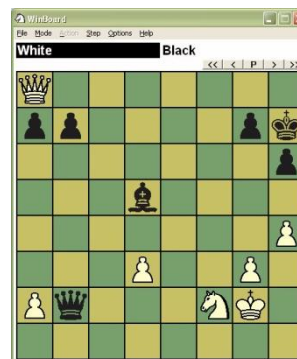 WinBoard
File Mode Action Step Options Help
White Black
<< < P > >>